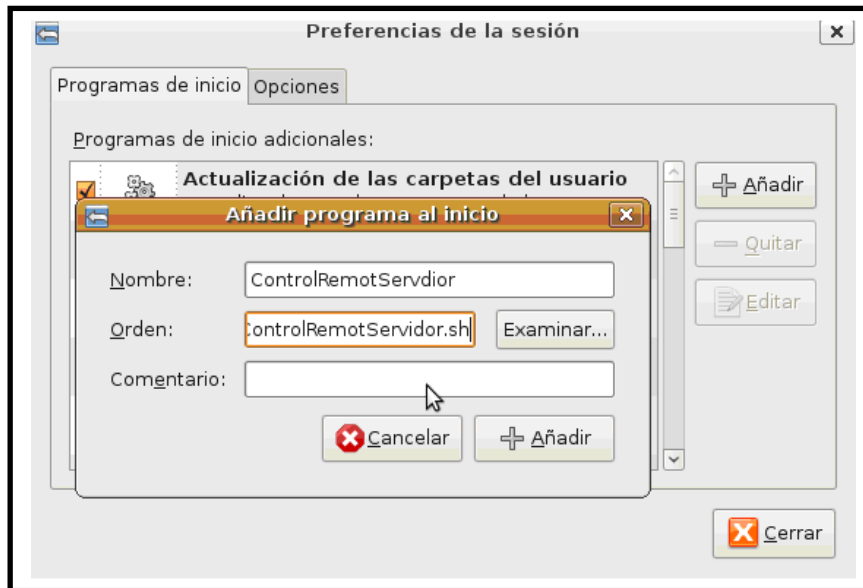 Preferencias de la sesión
Programas de inicio
Opciones
Programas de inicio adicionales:
Actualización de las carpetas del usuario
Añadir
Quitar
Editar
Añadir programa al inicio
Nombre:
ControlRemotServdior
Orden:
ControlRemotServidor.sh
Examinar...
Comentario:
Cancelar
Añadir
Cerrar